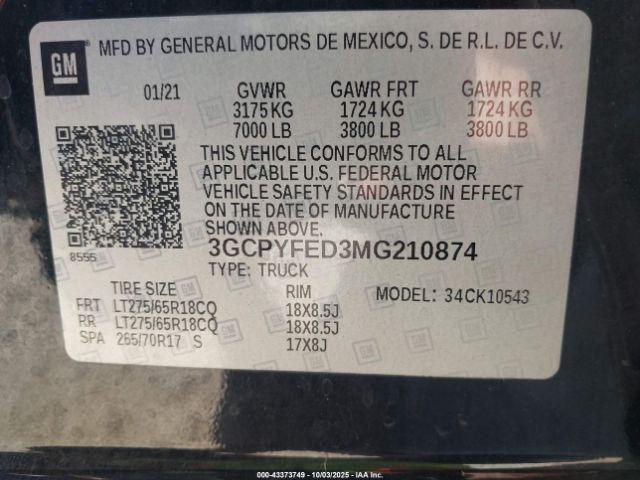 GM
MFD BY GENERAL MOTORS DE MEXICO, S. DE R.L. DE C.V.
01/21 GVWR GAWR FRT GAWR RR
3175 KG 1724 KG 1724 KG
7000 LB 3800 LB 3800 LB
THIS VEHICLE CONFORMS TO ALL
APPLICABLE U.S. FEDERAL MOTOR
VEHICLE SAFETY STANDARDS IN EFFECT
ON THE DATE OF MANUFACTURE
SHOWN ABOVE.
8555
3GCPYFED3MG210874
TYPE: TRUCK
TIRE SIZE RIM MODEL: 34CK10543
FRT LT275/65R18CQ 18X8.5J
RR LT275/65R18CQ 18X8.5J
SPA 265/70R17 S 17X8J
000-43373749 - 10/03/2025 - IAA Inc.